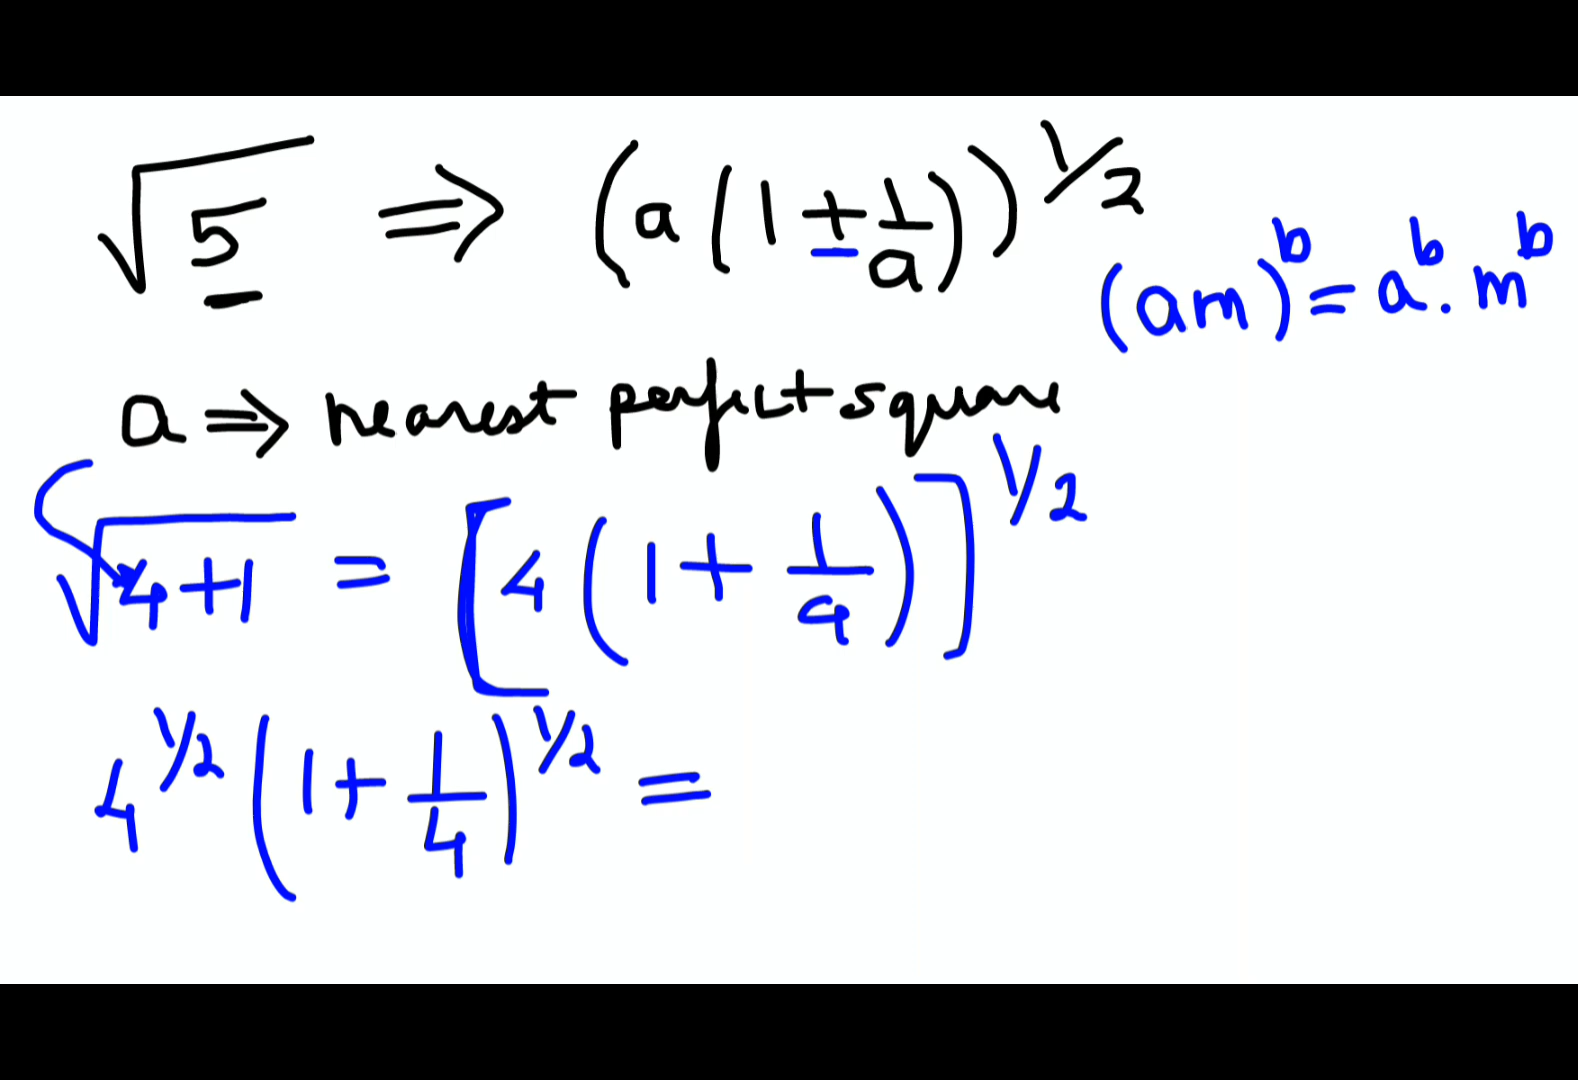 √5 ⇒ (a(1+1/a))^1/2
(am)^b = a^b . m^b
a ⇒ nearest perfect square
√4+1 = [4(1+1/4)]^1/2
4^1/2 (1+1/4)^1/2 =